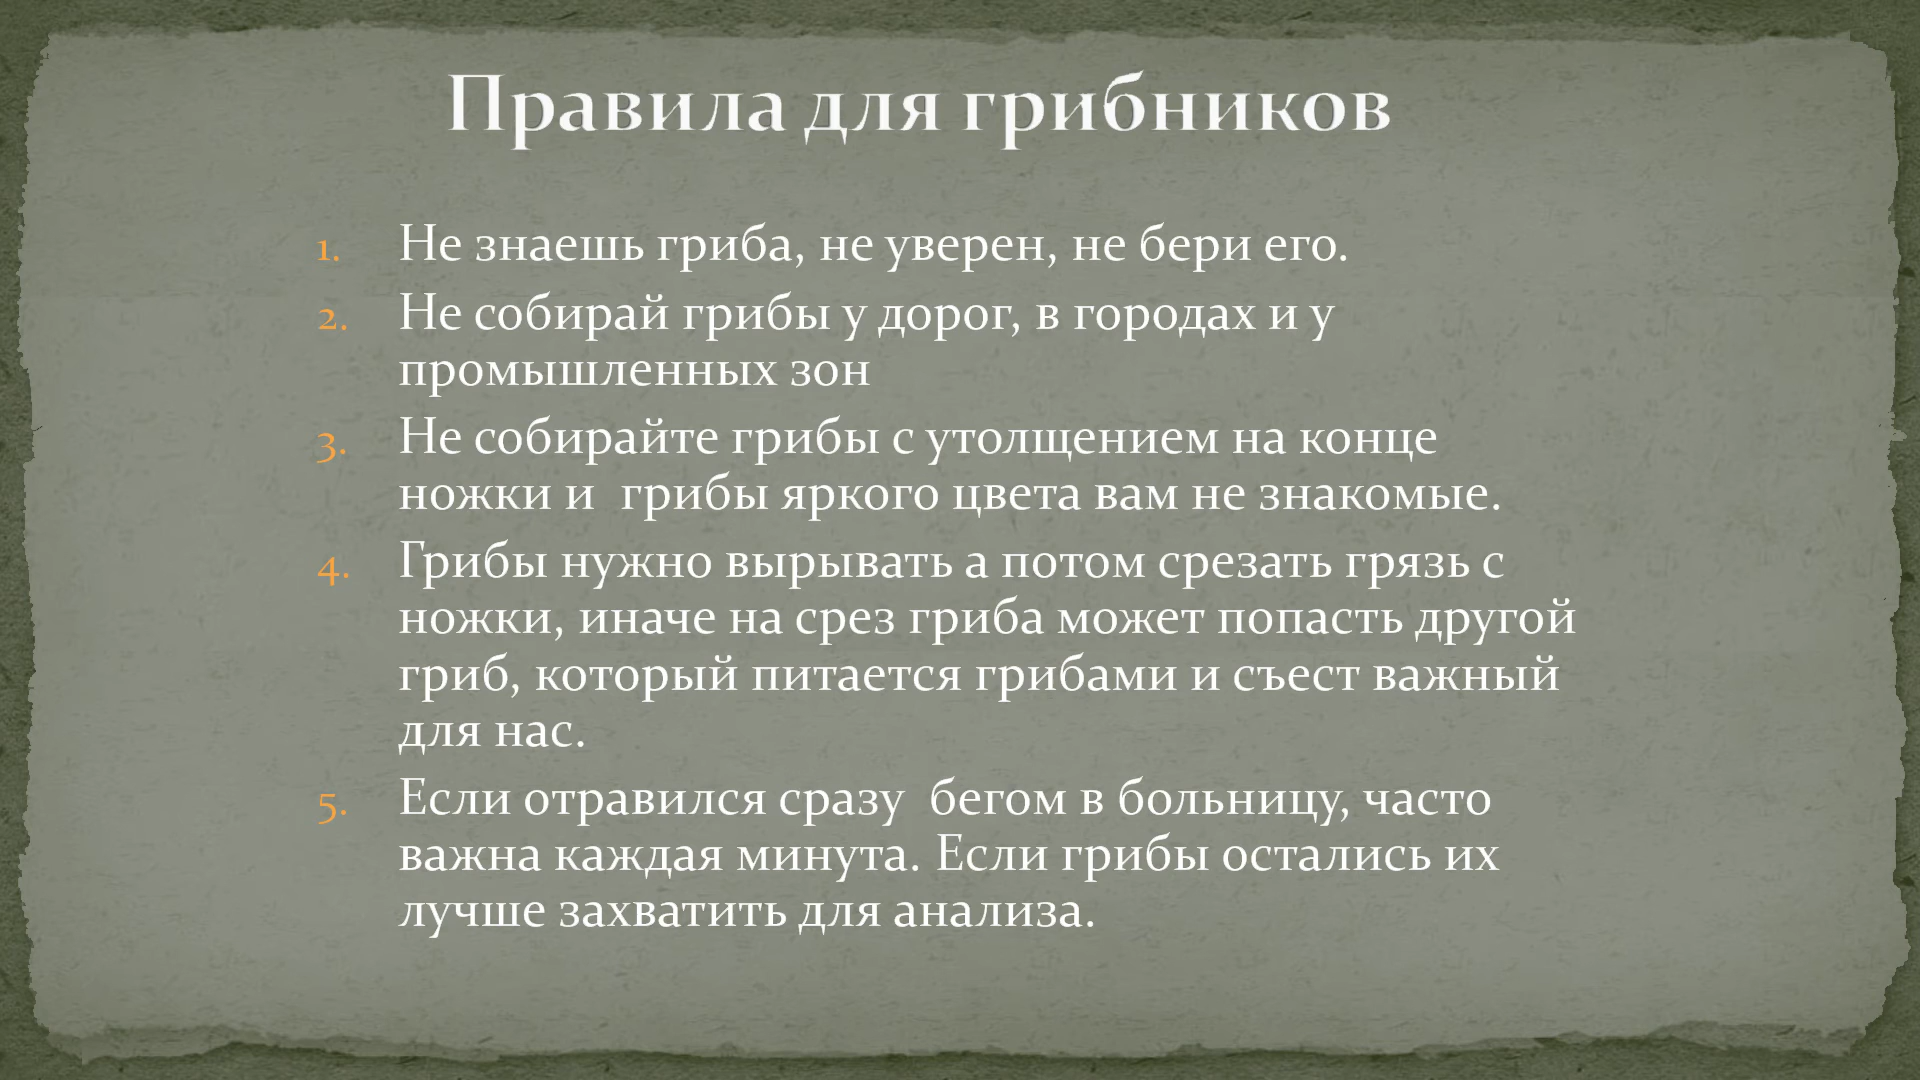 Правила для грибников
1. Не знаешь гриба, не уверен, не бери его.
2. Не собирай грибы у дорог, в городах и у
промышленных зон
3. Не собирайте грибы с утолщением на конце
ножки и  грибы яркого цвета вам не знакомые.
4. Грибы нужно вырывать а потом срезать грязь с
ножки, иначе на срез гриба может попасть другой
гриб, который питается грибами и съест важный
для нас.
5. Если отравился сразу  бегом в больницу, часто
важна каждая минута. Если грибы остались их
лучше захватить для анализа.